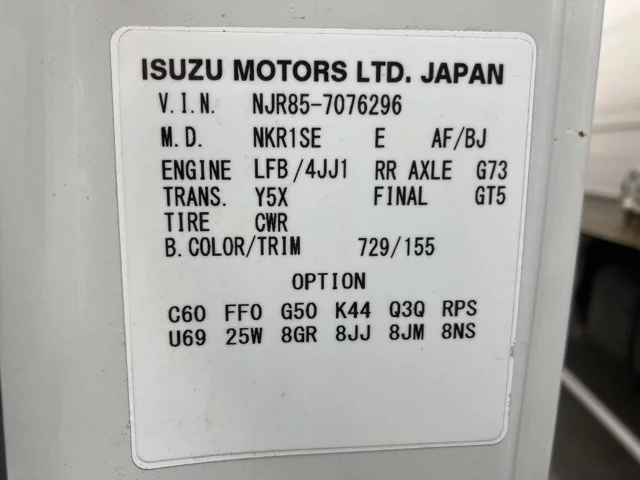 ISUZU MOTORS LTD. JAPAN
V.I.N. NJR85-7076296
M.D. NKR1SE E AF/BJ
ENGINE LFB/4JJ1 RR AXLE G73
TRANS. Y5X FINAL GT5
TIRE CWR
B.COLOR/TRIM 729/155
OPTION
C60 FF0 G50 K44 Q3Q RPS
U69 25W 8GR 8JJ 8JM 8NS